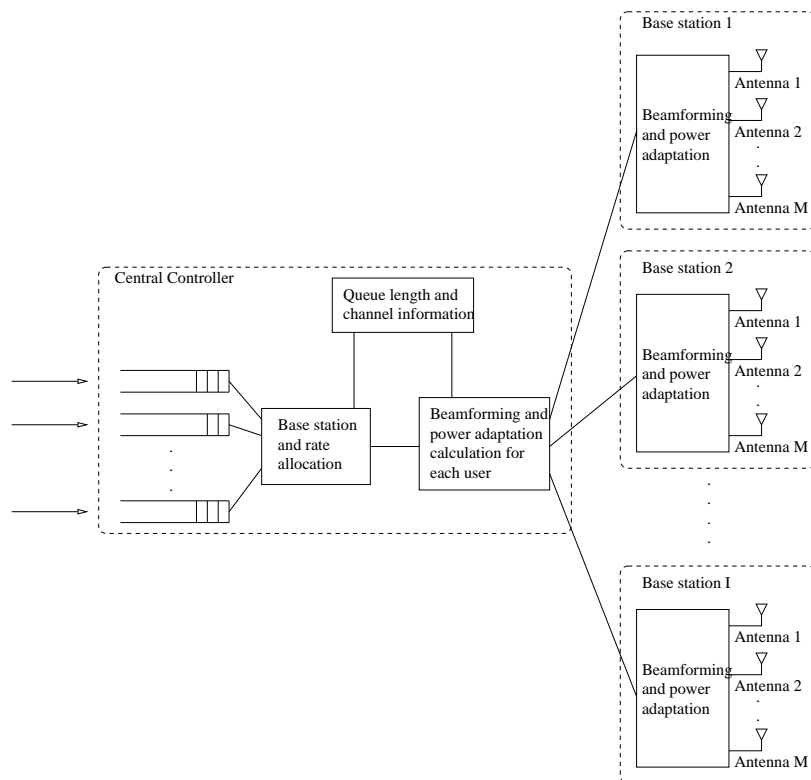 Base station 1
Beamforming
and power
adaptation
Antenna 1
Antenna 2
Antenna M
Central Controller
Queue length and
channel information
Base station
and rate
allocation
Beamforming and
power adaptation
calculation for
each user
Base station 2
Beamforming
and power
adaptation
Antenna 1
Antenna 2
Antenna M
Base station I
Beamforming
and power
adaptation
Antenna 1
Antenna 2
Antenna M